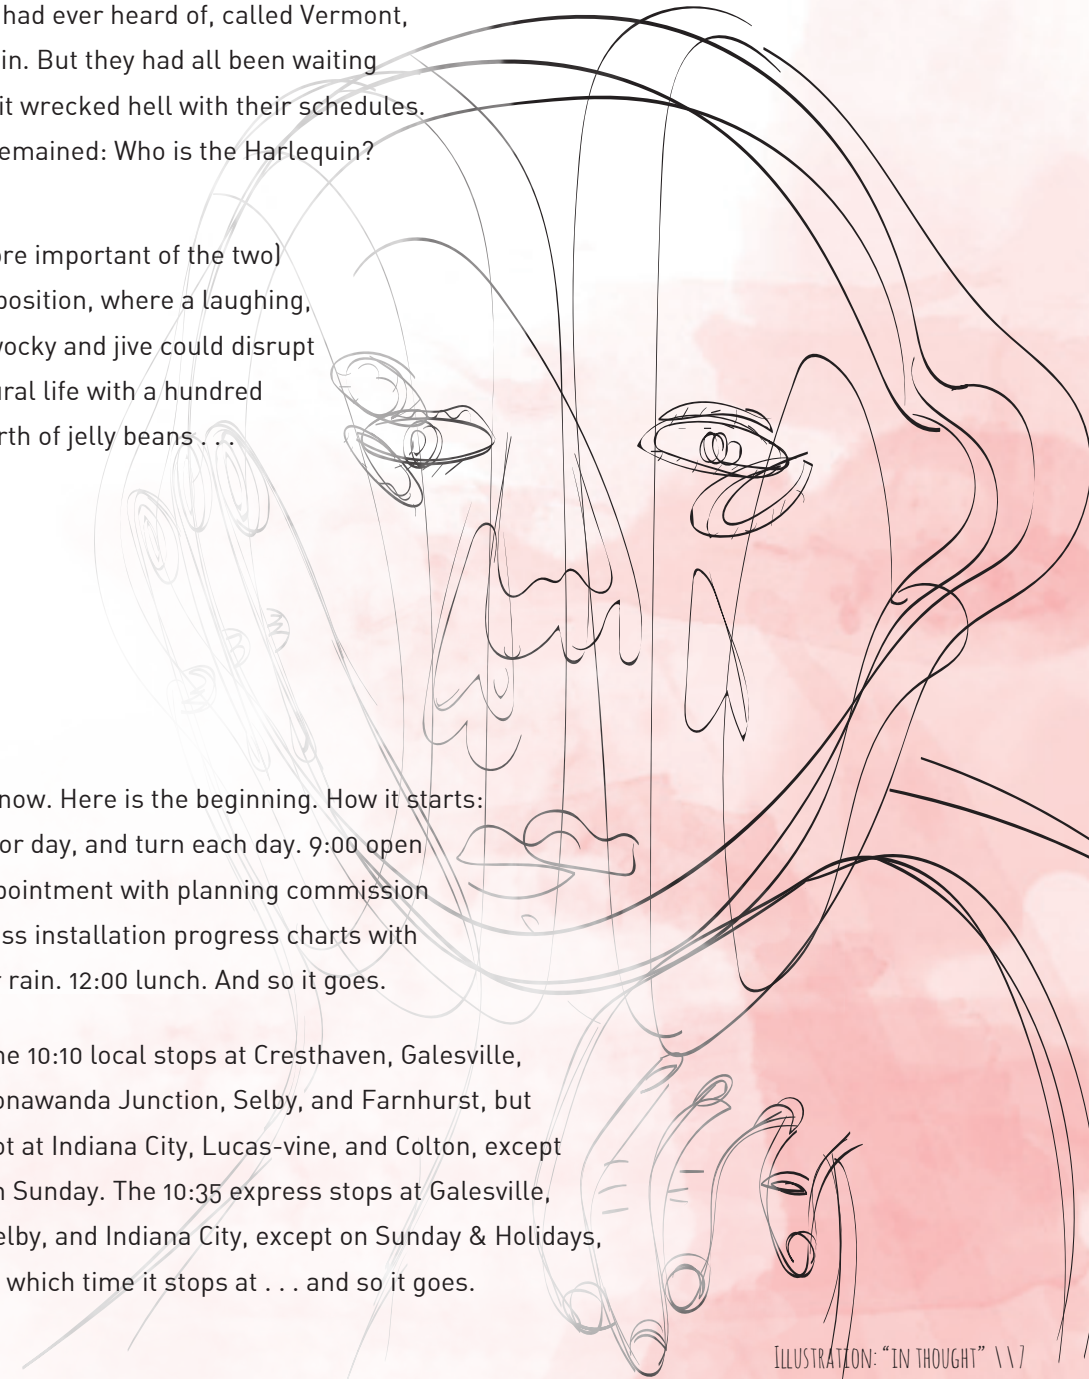 had ever heard of, called Vermont,
in. But they had all been waiting
it wrecked hell with their schedules.
emained: Who is the Harlequin?
ore important of the two)
position, where a laughing,
wocky and jive could disrupt
ural life with a hundred
rth of jelly beans . . .
now. Here is the beginning. How it starts:
or day, and turn each day. 9:00 open
pointment with planning commission
ss installation progress charts with
r rain. 12:00 lunch. And so it goes.
he 10:10 local stops at Cresthaven, Galesville,
onawanda Junction, Selby, and Farnhurst, but
ot at Indiana City, Lucas-vine, and Colton, except
n Sunday. The 10:35 express stops at Galesville,
elby, and Indiana City, except on Sunday & Holidays,
which time it stops at . . . and so it goes.
Illustration: “in thought” \\7